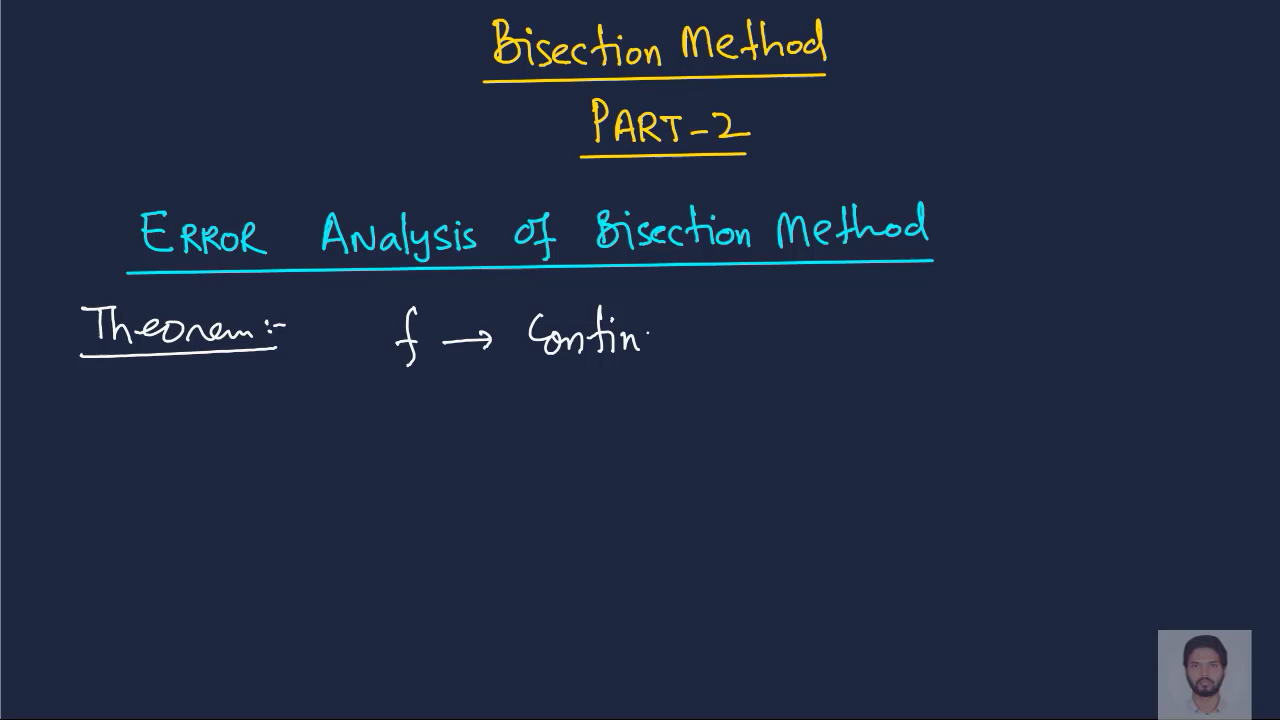 Bisection Method
PART-2
ERROR Analysis of Bisection Method
Theorem:- f → Contin